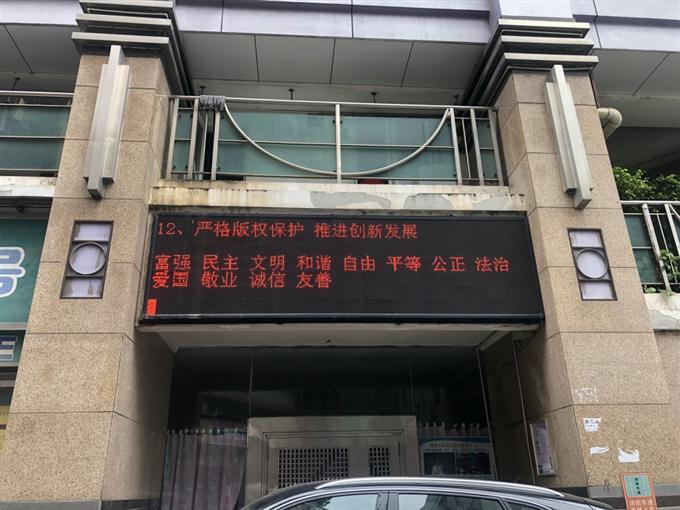 12、严格版权保护 推进创新发展
富强 民主 文明 和谐 自由 平等 公正 法治
爱国 敬业 诚信 友善